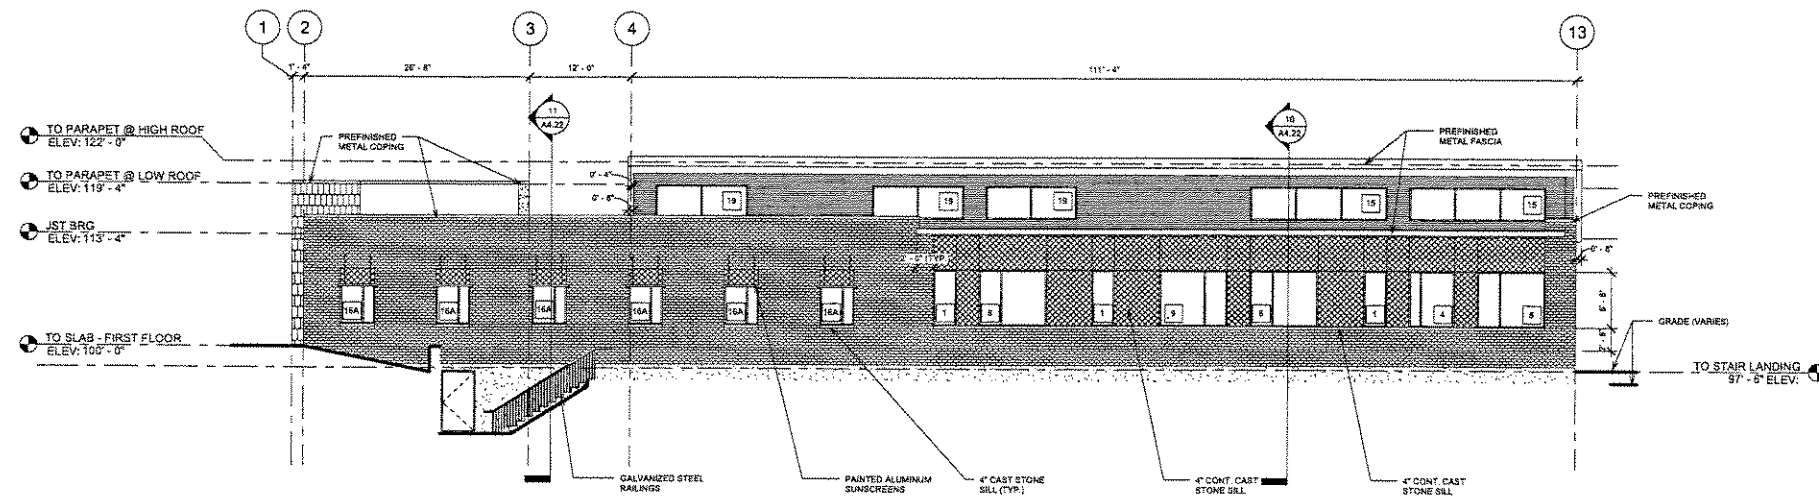 1
2
3
4
13
1' - 4"
26' - 8"
12' - 0"
111' - 4"
11
A4.22
10
A4.22
TO PARAPET @ HIGH ROOF
ELEV: 122' - 0"
PREFINISHED
METAL COPING
PREFINISHED
METAL FASCIA
TO PARAPET @ LOW ROOF
ELEV: 119' - 4"
0' - 4"
0' - 8"
19
19
19
15
15
PREFINISHED
METAL COPING
JST BRG
ELEV: 113' - 4"
0' - 8"
16A
16A
16A
16A
16A
16A
1
8
1
9
8
1
4
8
TO SLAB - FIRST FLOOR
ELEV: 100' - 0"
GRADE (VARIES)
TO STAIR LANDING
97' - 6" ELEV:
GALVANIZED STEEL
RAILINGS
PAINTED ALUMINUM
SUNSCREENS
4" CAST STONE
SILL (TYP.)
4" CONT. CAST
STONE SILL
4" CONT. CAST
STONE SILL